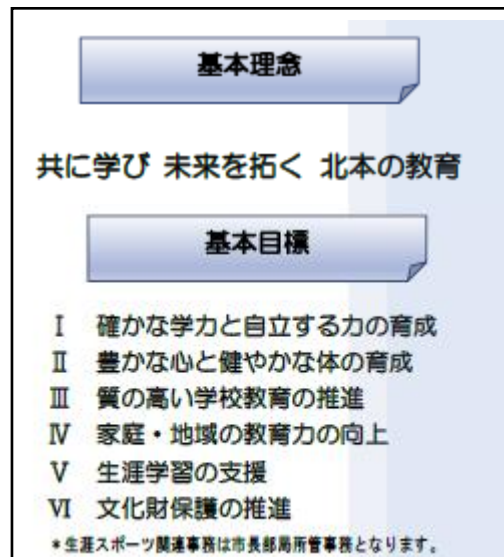 基本理念
共に学び 未来を拓く 北本の教育
基本目標
Ⅰ 確かな学力と自立する力の育成
Ⅱ 豊かな心と健やかな体の育成
Ⅲ 質の高い学校教育の推進
Ⅳ 家庭・地域の教育力の向上
Ⅴ 生涯学習の支援
Ⅵ 文化財保護の推進
*生涯スポーツ関連事務は市長部局所管事務となります。